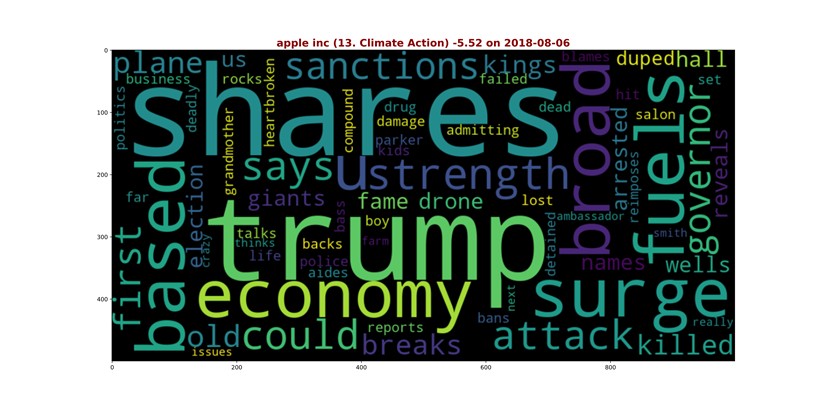 apple inc (13. Climate Action) -5.52 on 2018-08-06
0
100
200
300
400
0
200
400
600
800
plane
us
sanctions
kings
blames
duped
hall
business
rocks
failed
set
politics
deadly
shares
heartbroken
grandmother
compound
drug
damage
parker
kids
admitting
dead
broad
hit
salon
arrested
fuels
governor
reveals
reimposes
says
u
strength
far
based
election
giants
bass
fame
drone
lost
ambassador
boy
first
crazy
talks
thinks
life
trump
backs
farm
police
aides
detained
smith
names
wells
economy
next
surge
old
could
issues
reports
breaks
bans
attack
really
killed